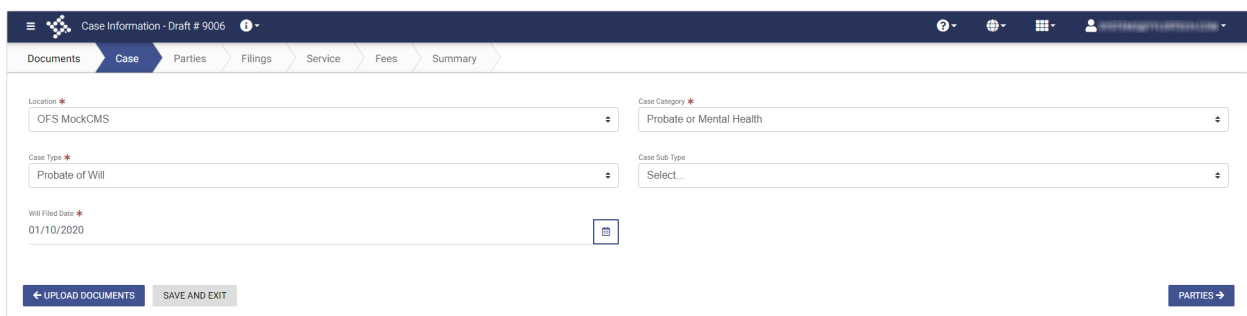 Case Information - Draft # 9006
Documents Case Parties Filings Service Fees Summary
Location * Case Category *
OFS MockCMS Probate or Mental Health
Case Type * Case Sub Type
Probate of Will Select...
Will Filed Date *
01/10/2020
← UPLOAD DOCUMENTS SAVE AND EXIT PARTIES →